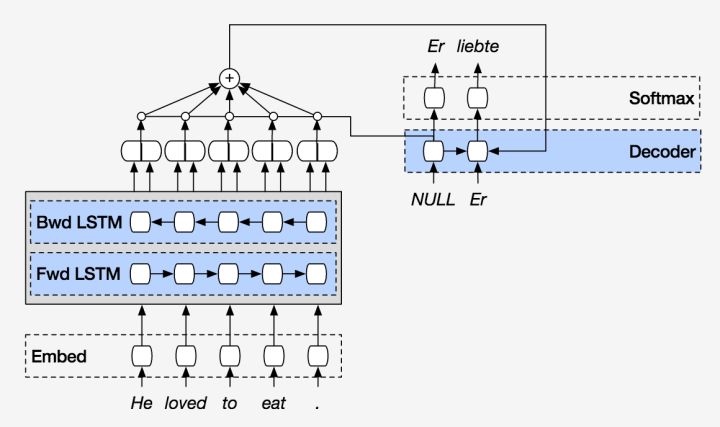 Er liebte
Softmax
+
Decoder
NULL Er
Bwd LSTM
Fwd LSTM
Embed
He loved to eat .